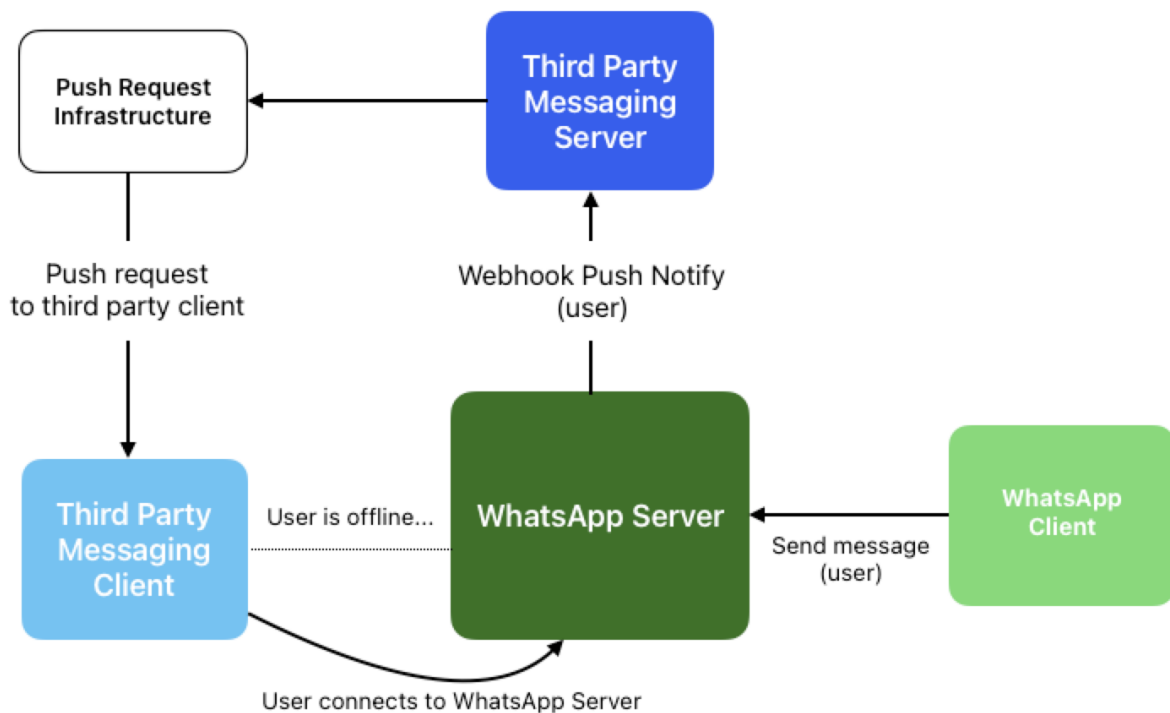 Push Request
Infrastructure
Third Party
Messaging
Server
Push request
to third party client
Webhook Push Notify
(user)
Third Party
Messaging
Client
User is offline...
WhatsApp Server
WhatsApp
Client
Send message
(user)
User connects to WhatsApp Server